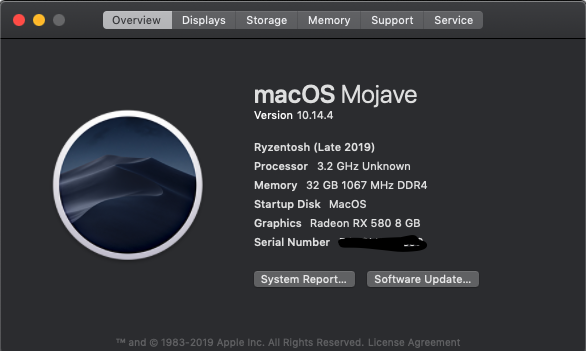 Overview Displays Storage Memory Support Service
macOS Mojave
Version 10.14.4
Ryzentosh (Late 2019)
Processor 3.2 GHz Unknown
Memory 32 GB 1067 MHz DDR4
Startup Disk MacOS
Graphics Radeon RX 580 8 GB
Serial Number
System Report... Software Update...
™ and © 1983-2019 Apple Inc. All Rights Reserved. License Agreement